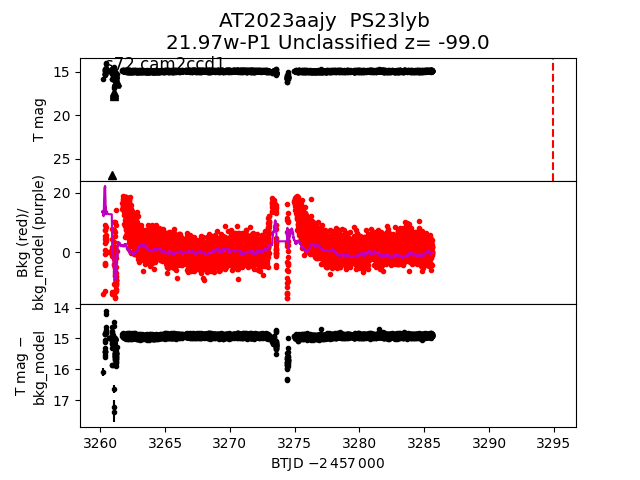 AT2023aajy  PS23lyb
21.97w-P1 Unclassified z= -99.0
s72 cam2ccd1
15
20
25
T mag
20
0
Bkg (red)/
bkg_model (purple)
14
15
16
17
T mag −
bkg_model
3260 3265 3270 3275 3280 3285 3290 3295
BTJD −2 457 000